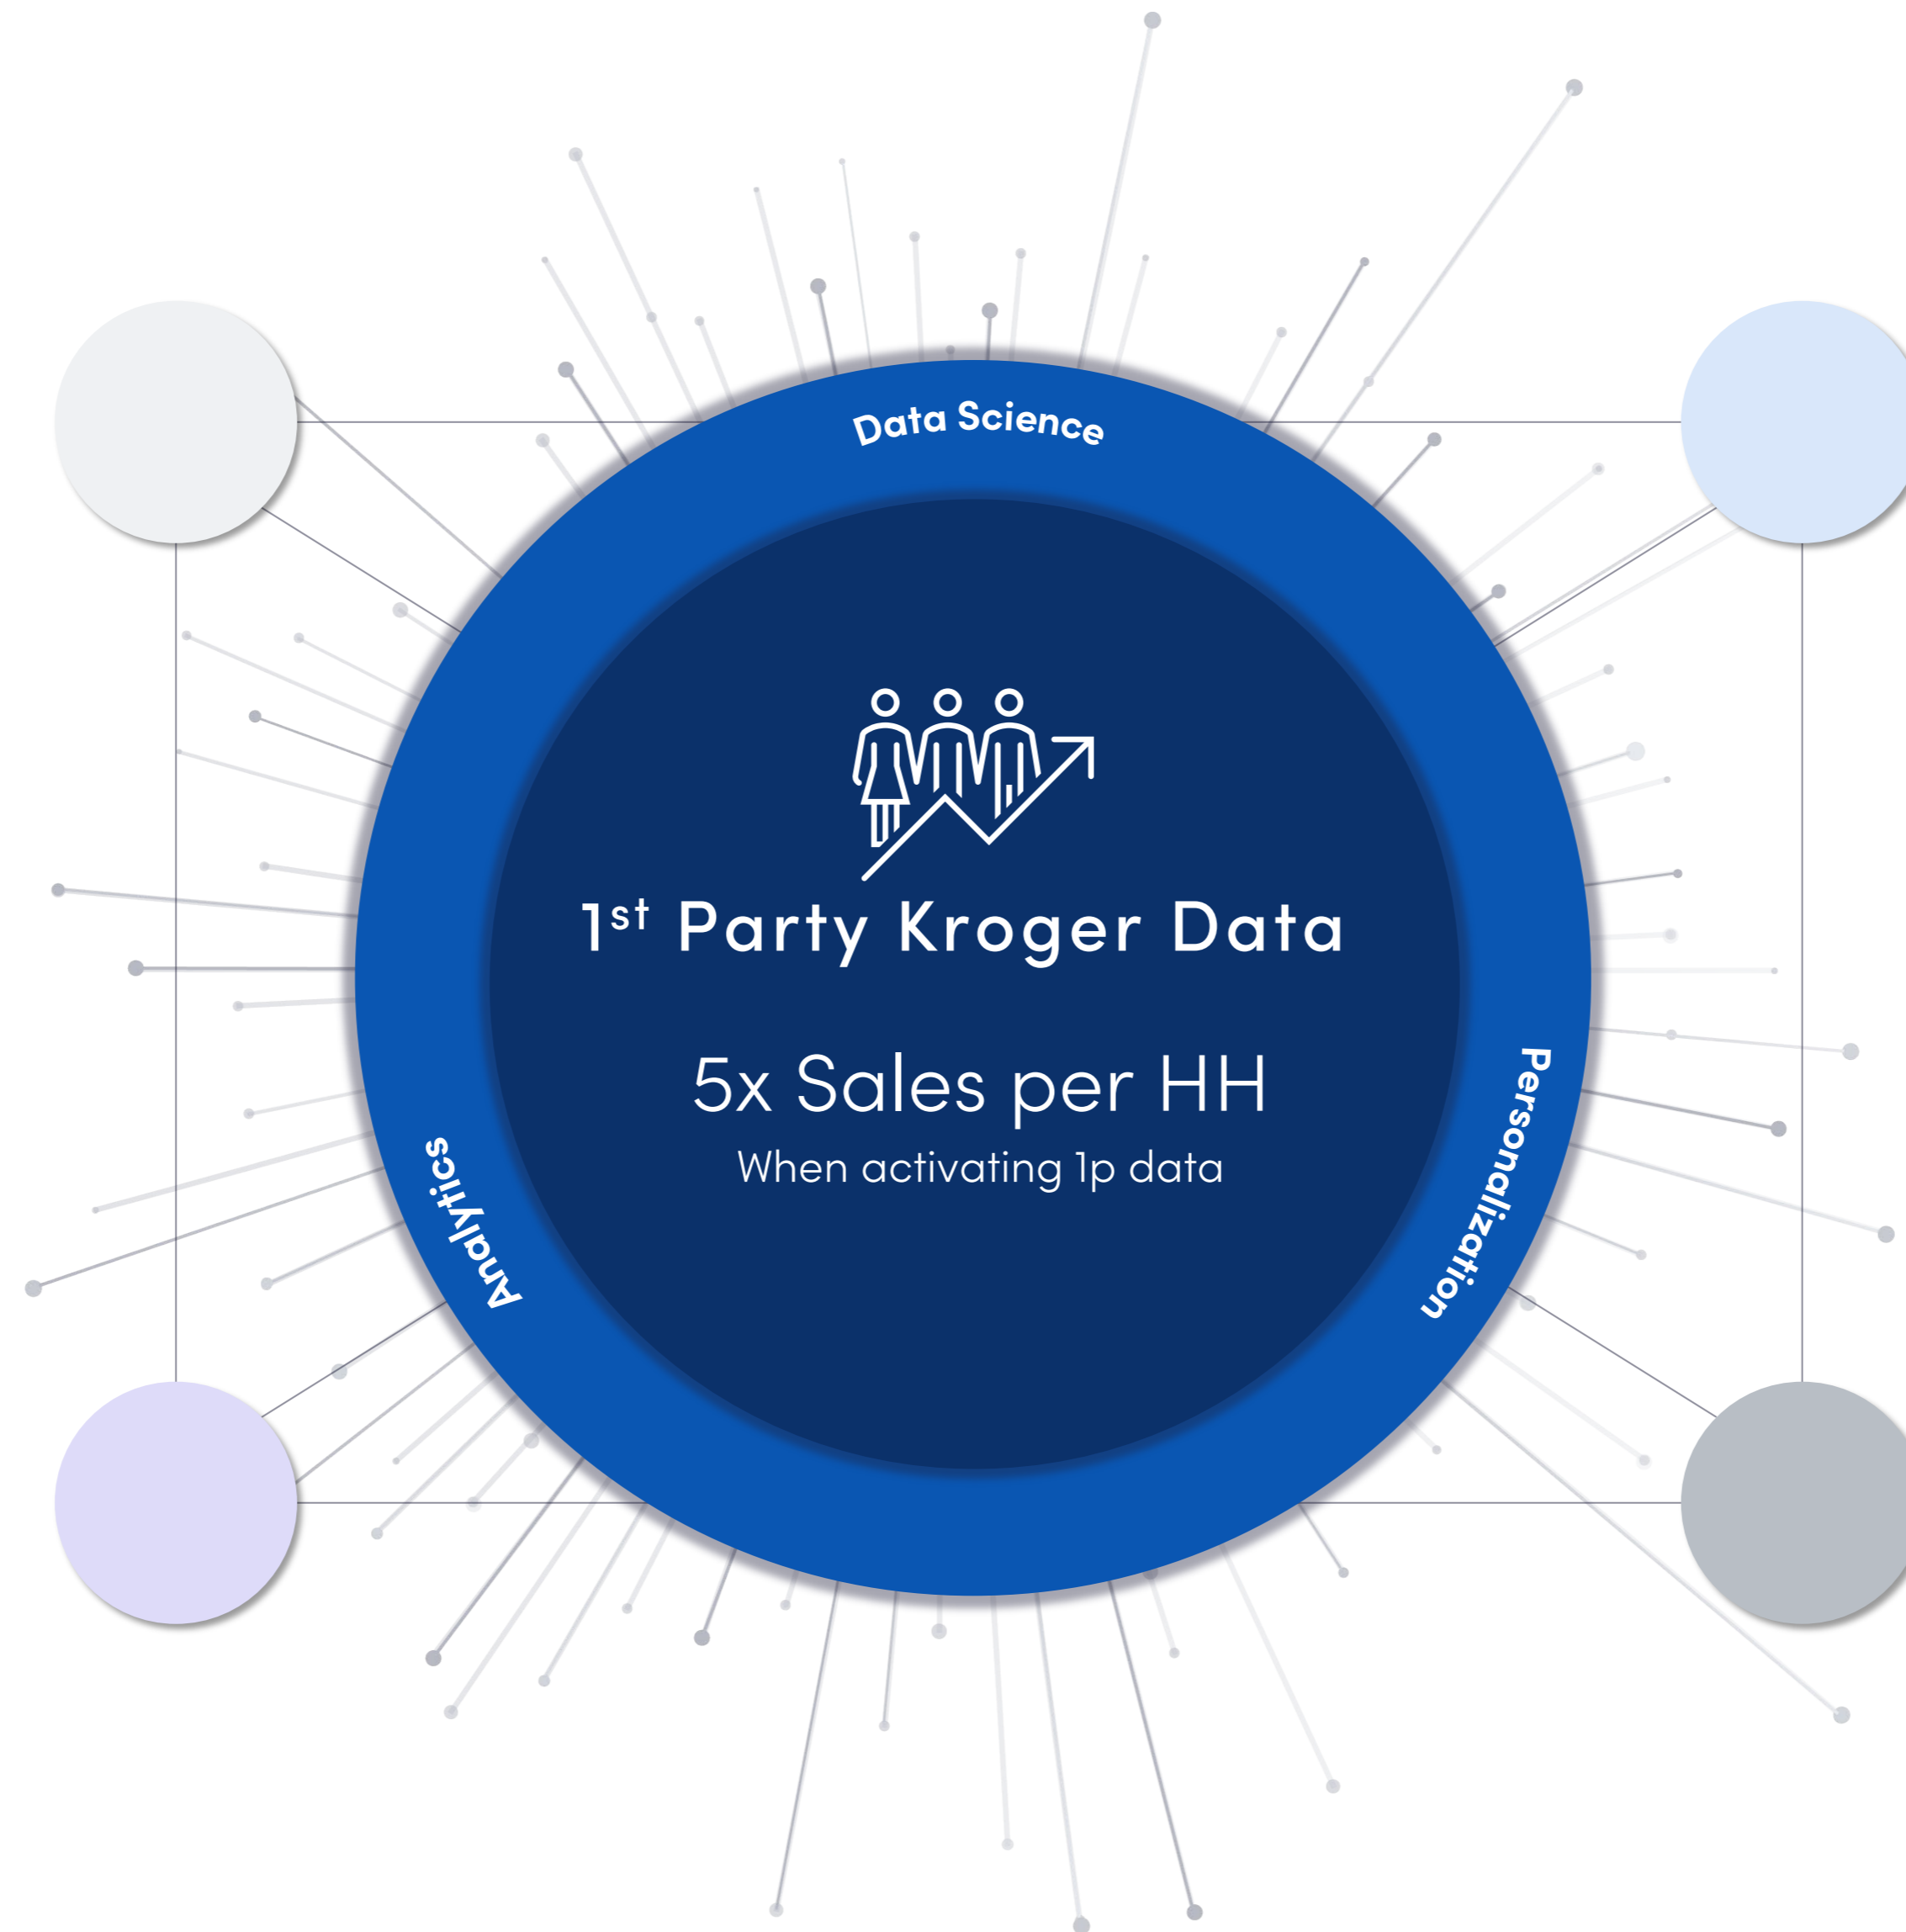 Data Science
1st Party Kroger Data
5x Sales per HH
When activating 1p data
Personalization
Analytics